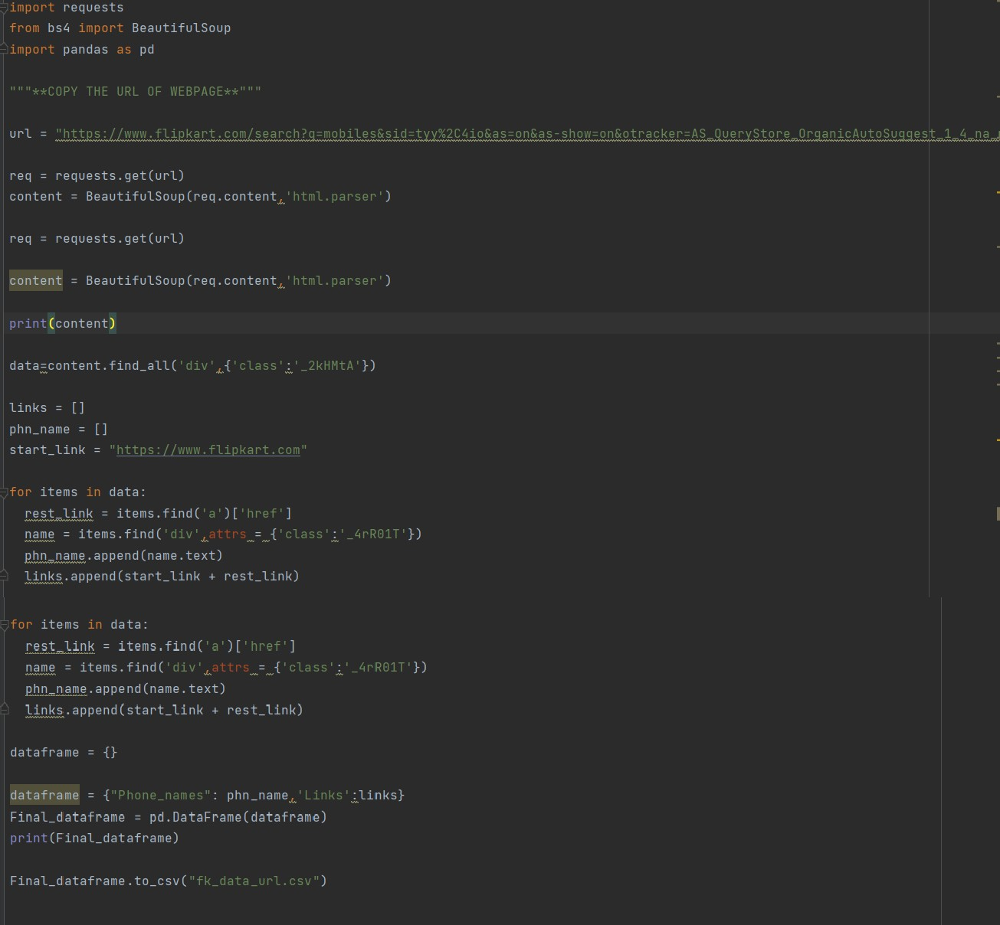 import requests
from bs4 import BeautifulSoup
import pandas as pd
"""**COPY THE URL OF WEBPAGE**"""
url = "https://www.flipkart.com/search?q=mobiles&sid=tyy%2C4io&as=on&as-show=on&otracker=AS_QueryStore_OrganicAutoSuggest_1_4_na_
req = requests.get(url)
content = BeautifulSoup(req.content,'html.parser')
req = requests.get(url)
content = BeautifulSoup(req.content,'html.parser')
print(content)
data=content.find_all('div',{'class':'_2kHMtA'})
links = []
phn_name = []
start_link = "https://www.flipkart.com"
for items in data:
  rest_link = items.find('a')['href']
  name = items.find('div',attrs = {'class':'_4rR01T'})
  phn_name.append(name.text)
  links.append(start_link + rest_link)
for items in data:
  rest_link = items.find('a')['href']
  name = items.find('div',attrs = {'class':'_4rR01T'})
  phn_name.append(name.text)
  links.append(start_link + rest_link)
dataframe = {}
dataframe = {"Phone_names": phn_name,'Links':links}
Final_dataframe = pd.DataFrame(dataframe)
print(Final_dataframe)
Final_dataframe.to_csv("fk_data_url.csv")